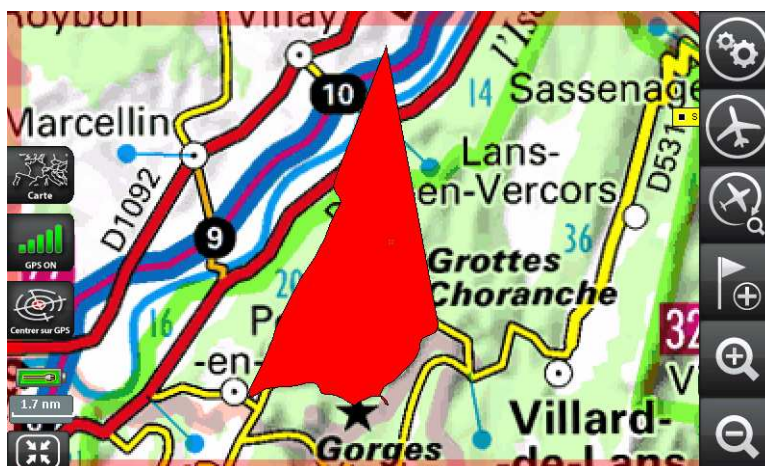 Roybon
Vinay
l'Is
10
14
Sassenage
Marcellin
Lans-
-en-Vercors
D531
Carte
D1092
9
36
GPS ON
Grottes
Choranche
20
16
Centrer sur GPS
32
-en-
1.7 nm
Villard-
-de-Lans
Gorges